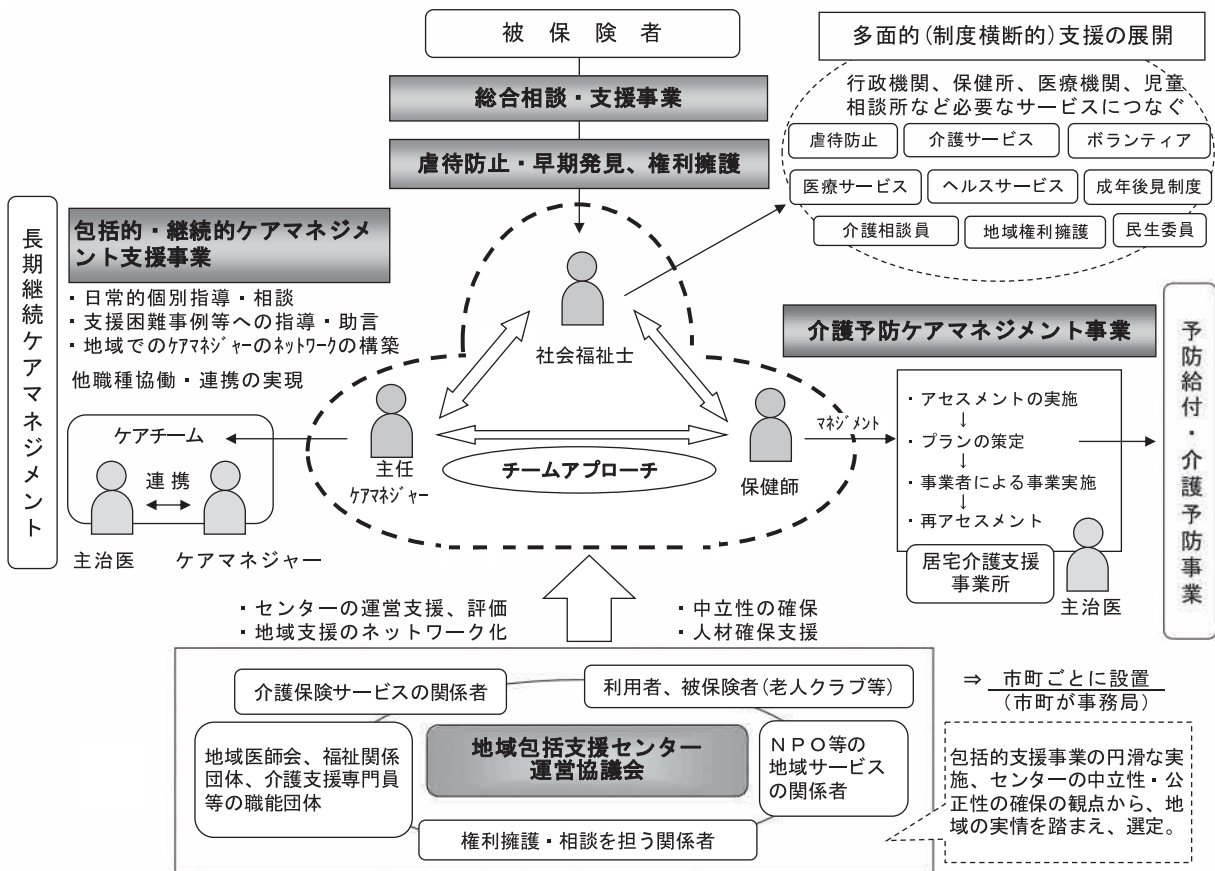 被保険者
総合相談・支援事業
虐待防止・早期発見、権利擁護
多面的(制度横断的)支援の展開
行政機関、保健所、医療機関、児童
相談所など必要なサービスにつなぐ
虐待防止
介護サービス
ボランティア
医療サービス
ヘルスサービス
成年後見制度
介護相談員
地域権利擁護
民生委員
長期継続ケアマネジメント
包括的・継続的ケアマネジメ
ント支援事業
・日常的個別指導・相談
・支援困難事例等への指導・助言
・地域でのケアマネジャーのネットワークの構築
他職種協働・連携の実現
ケアチーム
連携
主治医
ケアマネジャー
社会福祉士
主任
ケアマネジャー
チームアプローチ
保健師
マネジメント
介護予防ケアマネジメント事業
・アセスメントの実施
↓
・プランの策定
↓
・事業者による事業実施
↓
・再アセスメント
居宅介護支援
事業所
主治医
予防給付・介護予防事業
・センターの運営支援、評価
・地域支援のネットワーク化
・中立性の確保
・人材確保支援
介護保険サービスの関係者
利用者、被保険者(老人クラブ等)
地域医師会、福祉関係
団体、介護支援専門員
等の職能団体
地域包括支援センター
運営協議会
NPO等の
地域サービス
の関係者
権利擁護・相談を担う関係者
⇒ 市町ごとに設置
(市町が事務局)
包括的支援事業の円滑な実
施、センターの中立性・公
正性の確保の観点から、地
域の実情を踏まえ、選定。